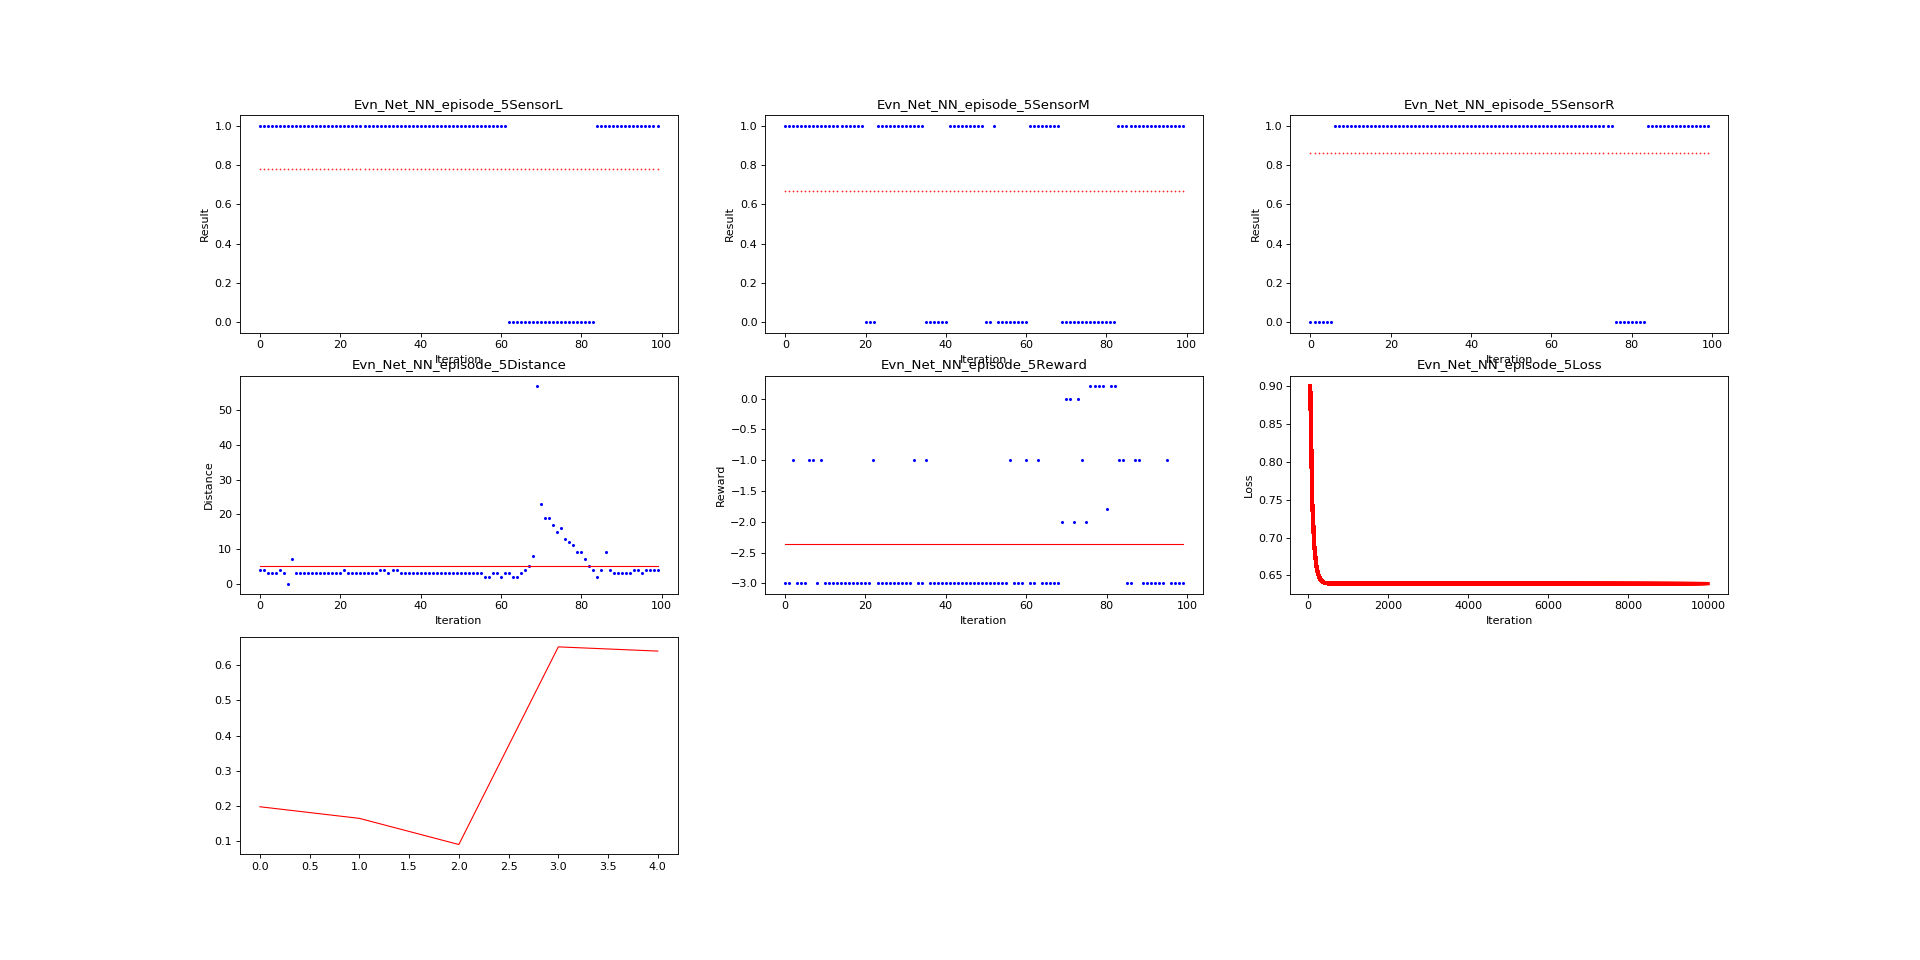 Evn_Net_NN_episode_5SensorL
Result
1.0
0.8
0.6
0.4
0.2
0.0
0 20 40 60 80 100
Iteration
Evn_Net_NN_episode_5SensorM
Result
1.0
0.8
0.6
0.4
0.2
0.0
0 20 40 60 80 100
Iteration
Evn_Net_NN_episode_5SensorR
Result
1.0
0.8
0.6
0.4
0.2
0.0
0 20 40 60 80 100
Iteration
Evn_Net_NN_episode_5Distance
Distance
50
40
30
20
10
0
0 20 40 60 80 100
Iteration
Evn_Net_NN_episode_5Reward
Reward
0.0
−0.5
−1.0
−1.5
−2.0
−2.5
−3.0
0 20 40 60 80 100
Iteration
Evn_Net_NN_episode_5Loss
Loss
0.90
0.85
0.80
0.75
0.70
0.65
0 2000 4000 6000 8000 10000
Iteration
0.6
0.5
0.4
0.3
0.2
0.1
0.0 0.5 1.0 1.5 2.0 2.5 3.0 3.5 4.0